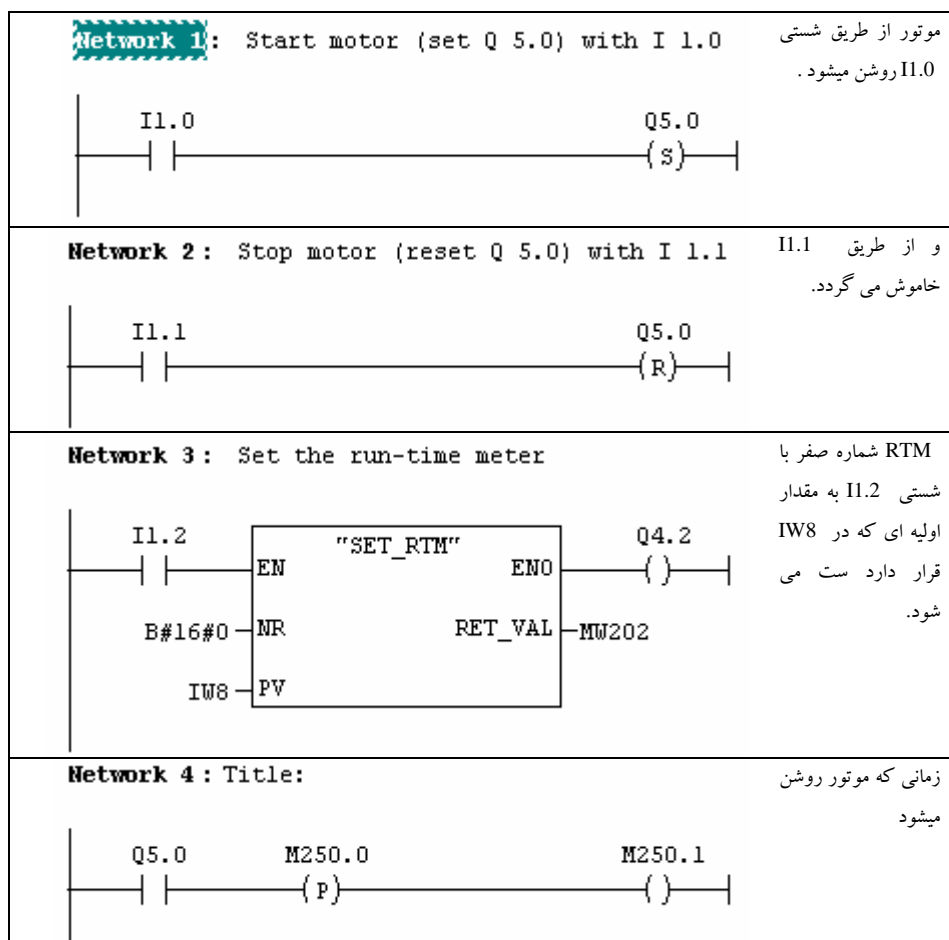 Network 1: Start motor (set Q 5.0) with I 1.0
موتور از طریق شستی
I1.0 روشن میشود .
I1.0
Q5.0
( S )
Network 2: Stop motor (reset Q 5.0) with I 1.1
و از طریق I1.1
خاموش می گردد.
I1.1
Q5.0
( R )
Network 3: Set the run-time meter
RTM شماره صفر با
شستی I1.2 به مقدار
اولیه ای که در IW8
قرار دارد ست می
شود.
I1.2
"SET_RTM"
Q4.2
EN
ENO
( )
B#16#0
NR
RET_VAL
MW202
IW8
PV
Network 4: Title:
زمانی که موتور روشن
میشود
Q5.0
M250.0
M250.1
( P )
( )